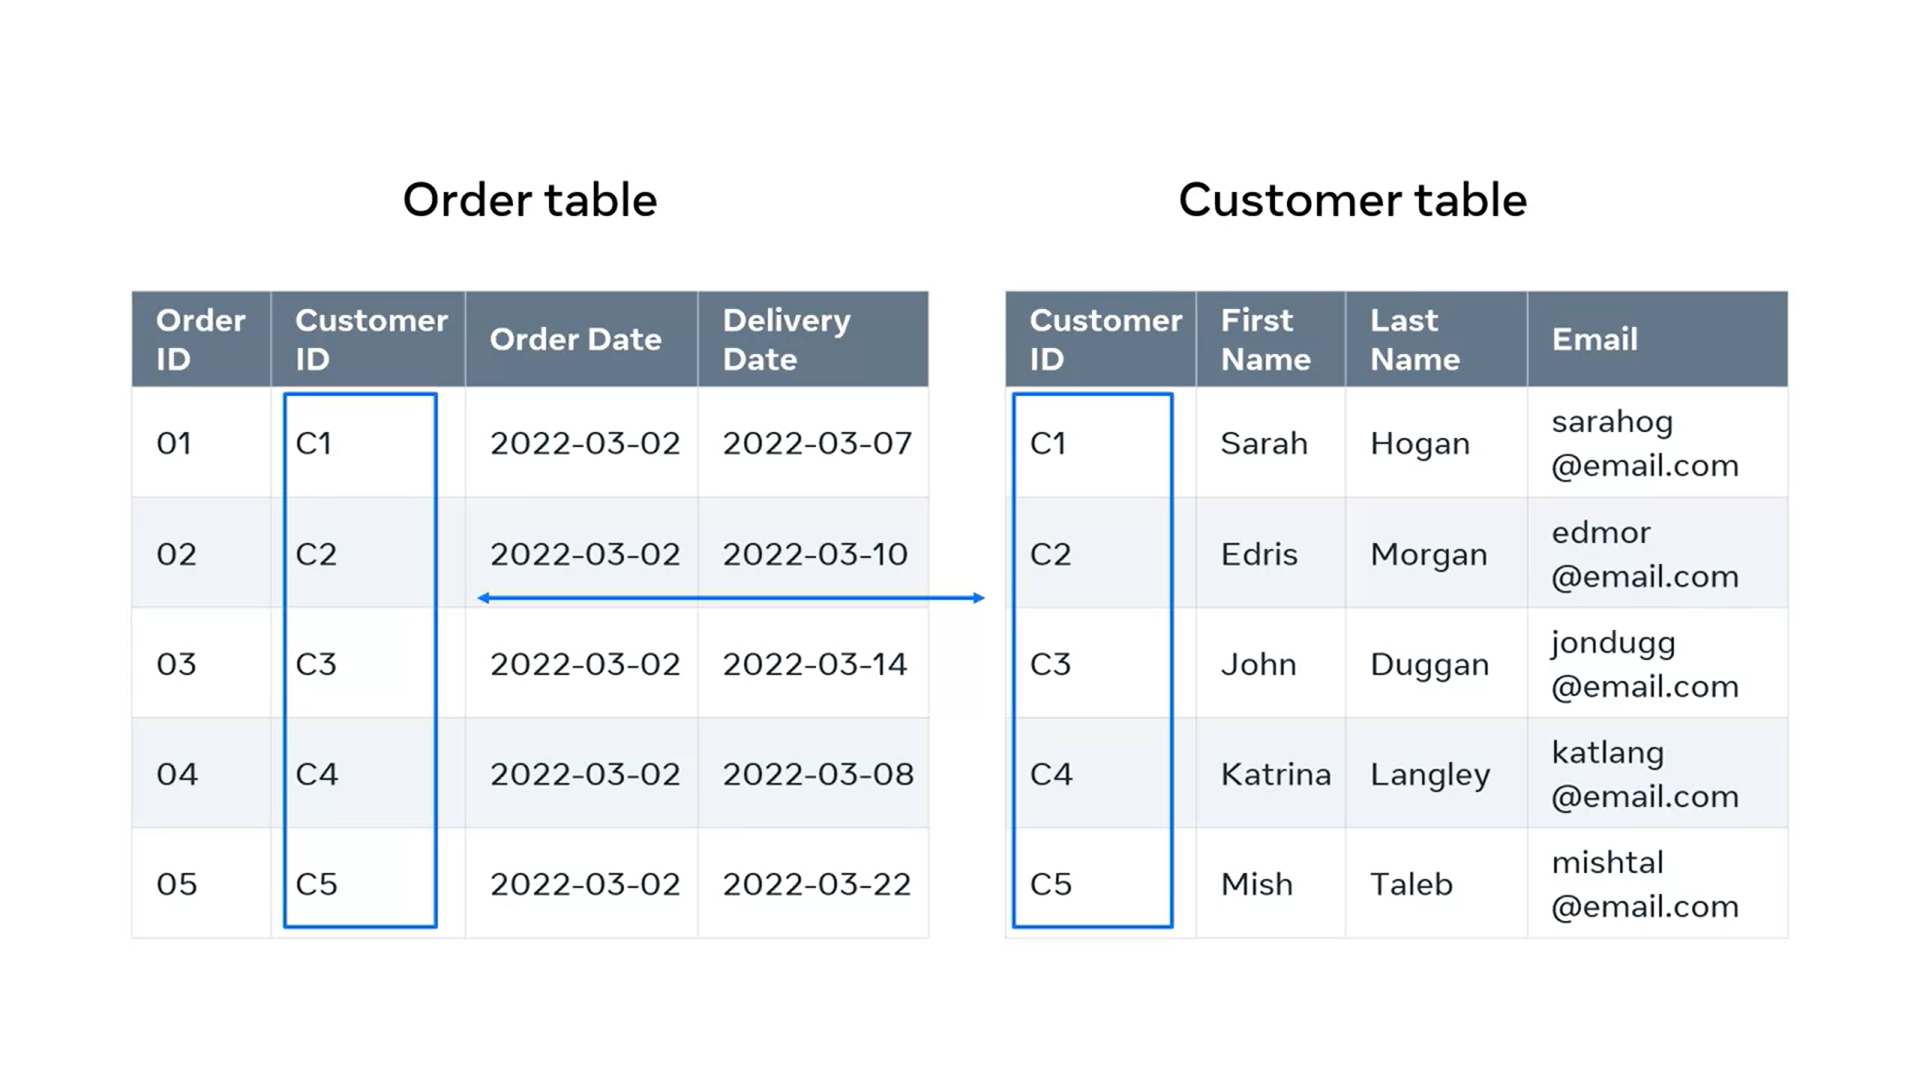 Order table
Order ID | Customer ID | Order Date | Delivery Date
01 | C1 | 2022-03-02 | 2022-03-07
02 | C2 | 2022-03-02 | 2022-03-10
03 | C3 | 2022-03-02 | 2022-03-14
04 | C4 | 2022-03-02 | 2022-03-08
05 | C5 | 2022-03-02 | 2022-03-22
Customer table
Customer ID | First Name | Last Name | Email
C1 | Sarah | Hogan | sarahog@email.com
C2 | Edris | Morgan | edmor@email.com
C3 | John | Duggan | jondugg@email.com
C4 | Katrina | Langley | katlang@email.com
C5 | Mish | Taleb | mishtal@email.com